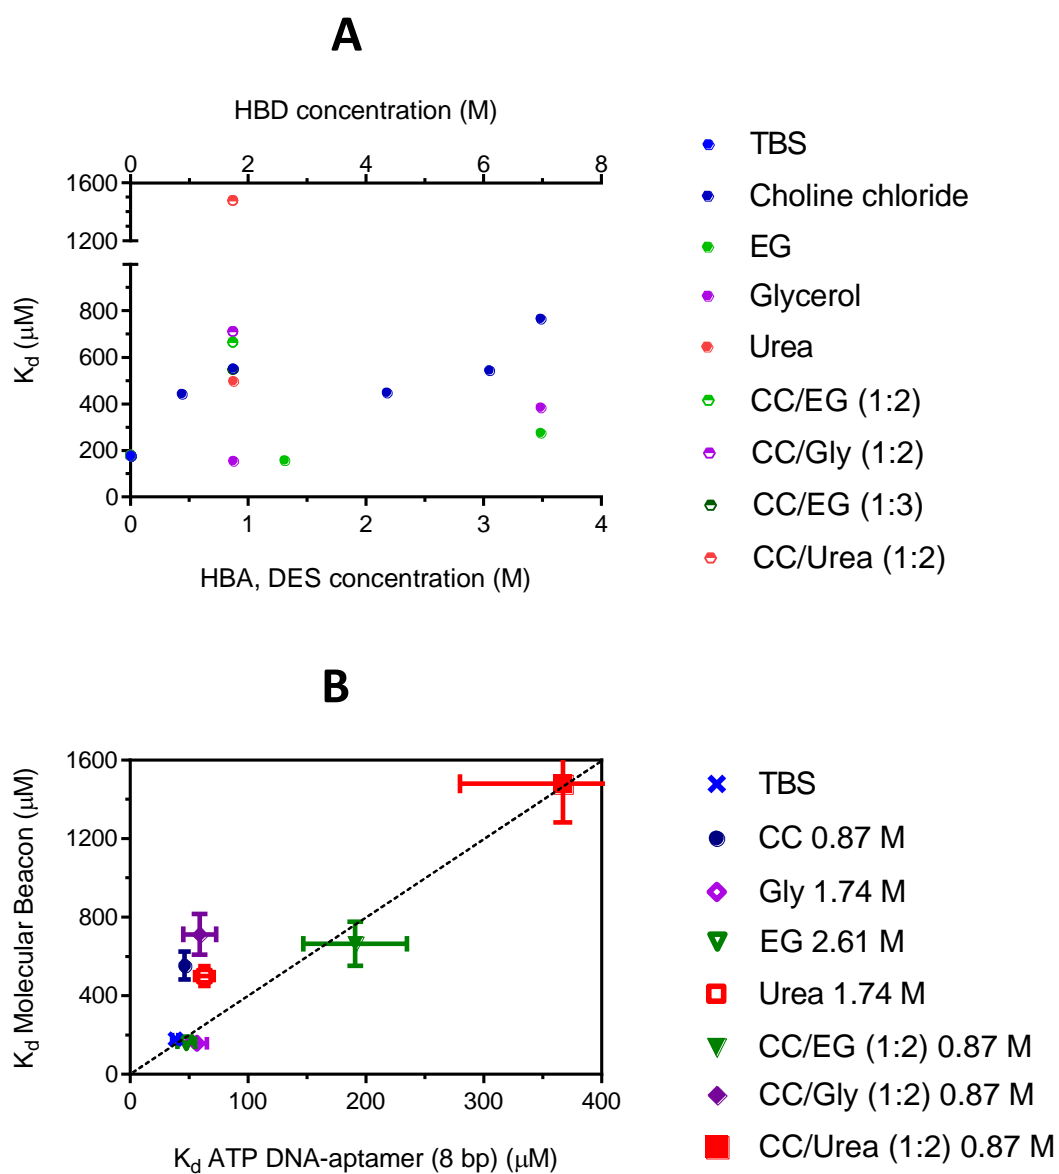 A
HBD concentration (M)
0 2 4 6 8
1600
1200
800
600
400
200
0
K_d (μM)
0 1 2 3 4
HBA, DES concentration (M)
TBS
Choline chloride
EG
Glycerol
Urea
CC/EG (1:2)
CC/Gly (1:2)
CC/EG (1:3)
CC/Urea (1:2)
B
1600
1200
800
400
0
K_d Molecular Beacon (μM)
0 100 200 300 400
K_d ATP DNA-aptamer (8 bp) (μM)
TBS
CC 0.87 M
Gly 1.74 M
EG 2.61 M
Urea 1.74 M
CC/EG (1:2) 0.87 M
CC/Gly (1:2) 0.87 M
CC/Urea (1:2) 0.87 M